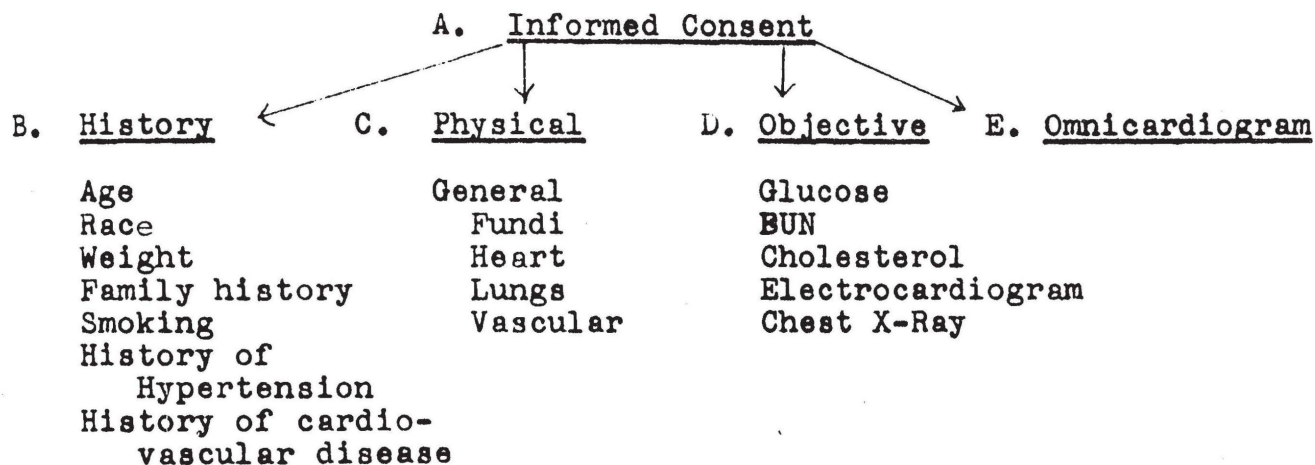 A. Informed Consent
B. History
C. Physical
D. Objective
E. Omnicardiogram
Age
Race
Weight
Family history
Smoking
History of
Hypertension
History of cardio-
vascular disease
General
Fundi
Heart
Lungs
Vascular
Glucose
BUN
Cholesterol
Electrocardiogram
Chest X-Ray